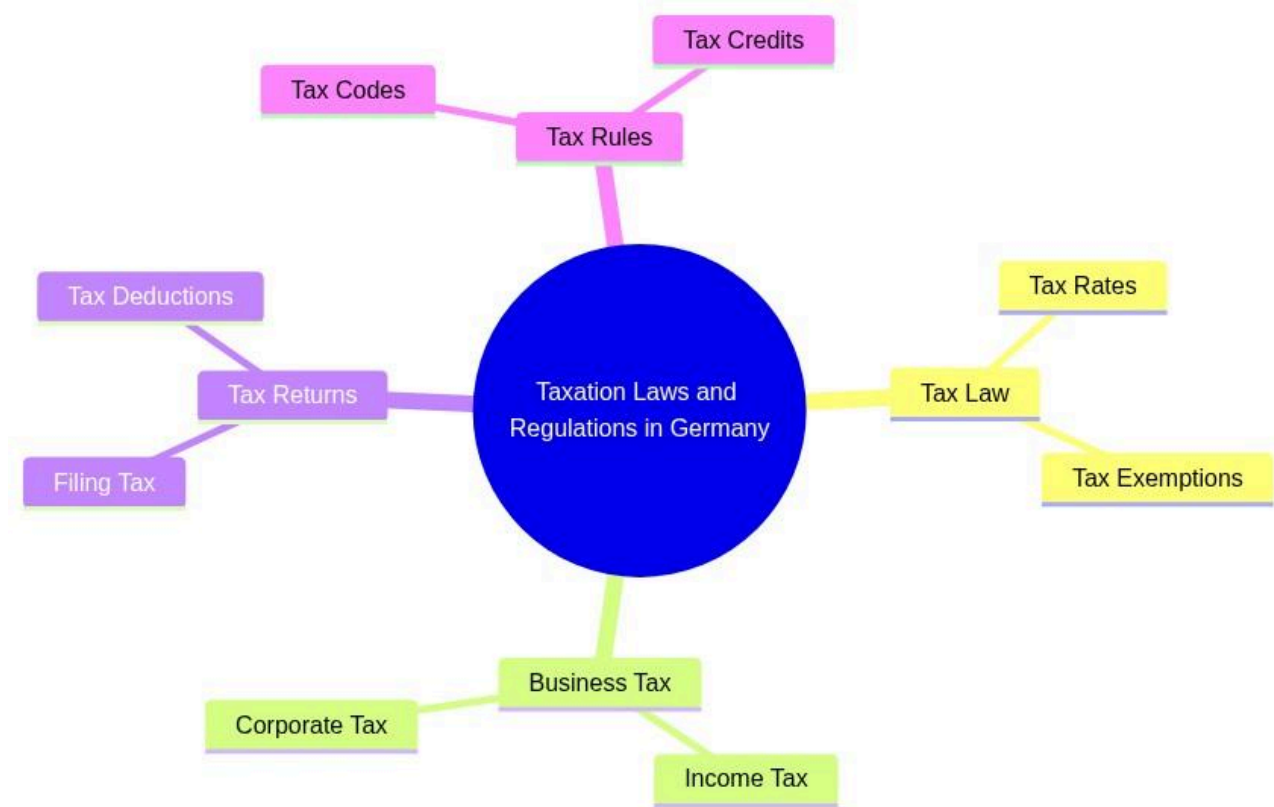 Tax Credits
Tax Codes
Tax Rules
Tax Deductions
Tax Returns
Filing Tax
Taxation Laws and
Regulations in Germany
Tax Rates
Tax Law
Tax Exemptions
Business Tax
Corporate Tax
Income Tax